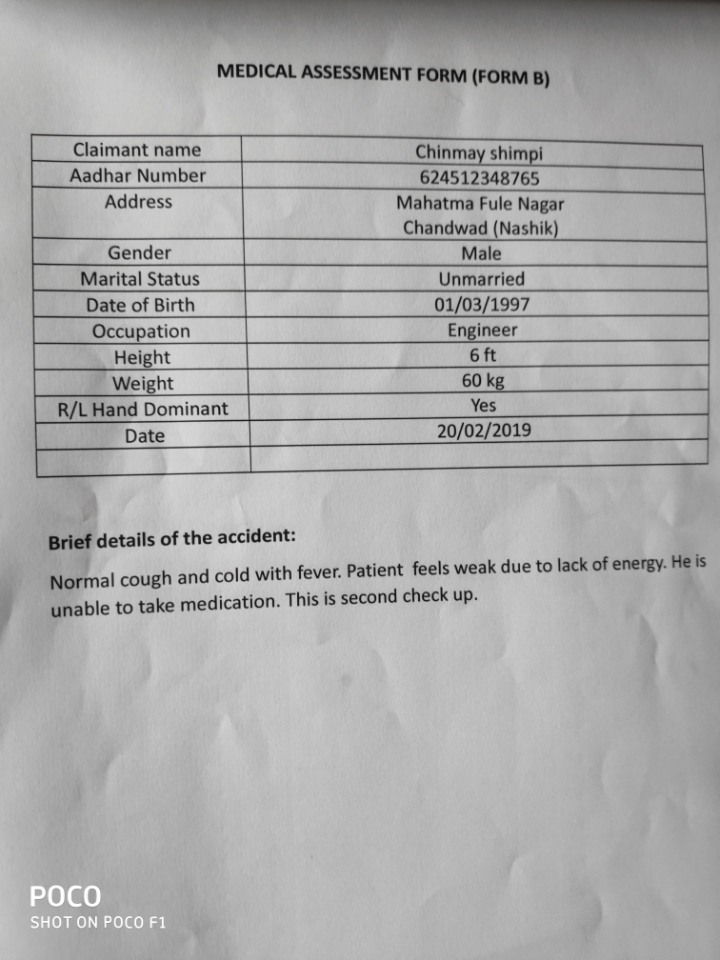 MEDICAL ASSESSMENT FORM (FORM B)
Claimant name Chinmay shimpi
Aadhar Number 624512348765
Address Mahatma Fule Nagar
Chandwad (Nashik)
Gender Male
Marital Status Unmarried
Date of Birth 01/03/1997
Occupation Engineer
Height 6 ft
Weight 60 kg
R/L Hand Dominant Yes
Date 20/02/2019
Brief details of the accident:
Normal cough and cold with fever. Patient feels weak due to lack of energy. He is
unable to take medication. This is second check up.
POCO
SHOT ON POCO F1